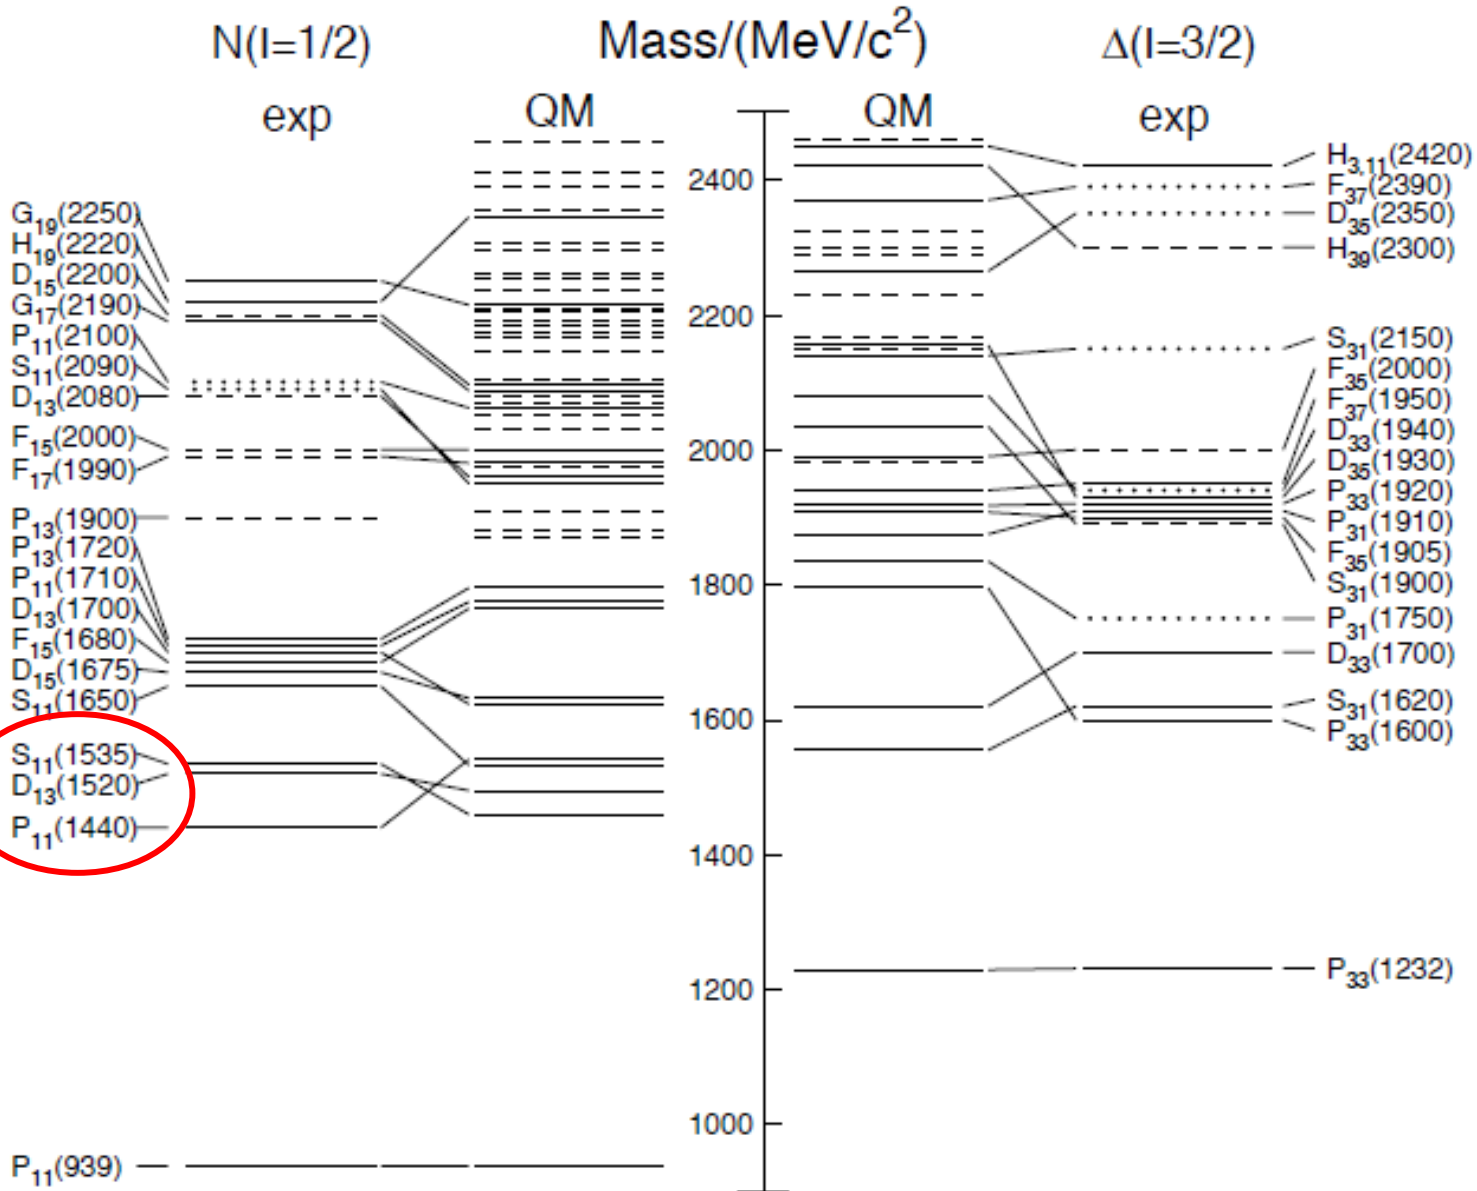 N(I=1/2) Mass/(MeV/c²) Δ(I=3/2)
exp QM QM exp
G₁₉(2250)
H₁₉(2220)
D₁₅(2200)
G₁₇(2190)
P₁₁(2100)
S₁₁(2090)
D₁₃(2080)
F₁₅(2000)
F₁₇(1990)
P₁₃(1900)
P₁₃(1720)
P₁₁(1710)
D₁₃(1700)
F₁₅(1680)
D₁₅(1675)
S₁₁(1650)
S₁₁(1535)
D₁₃(1520)
P₁₁(1440)
P₁₁(939)
2400
2200
2000
1800
1600
1400
1200
1000
H₃,₁₁(2420)
F₃₇(2390)
D₃₅(2350)
H₃₉(2300)
S₃₁(2150)
F₃₅(2000)
F₃₇(1950)
D₃₃(1940)
D₃₅(1930)
P₃₃(1920)
P₃₁(1910)
F₃₅(1905)
S₃₁(1900)
P₃₁(1750)
D₃₃(1700)
S₃₁(1620)
P₃₃(1600)
P₃₃(1232)